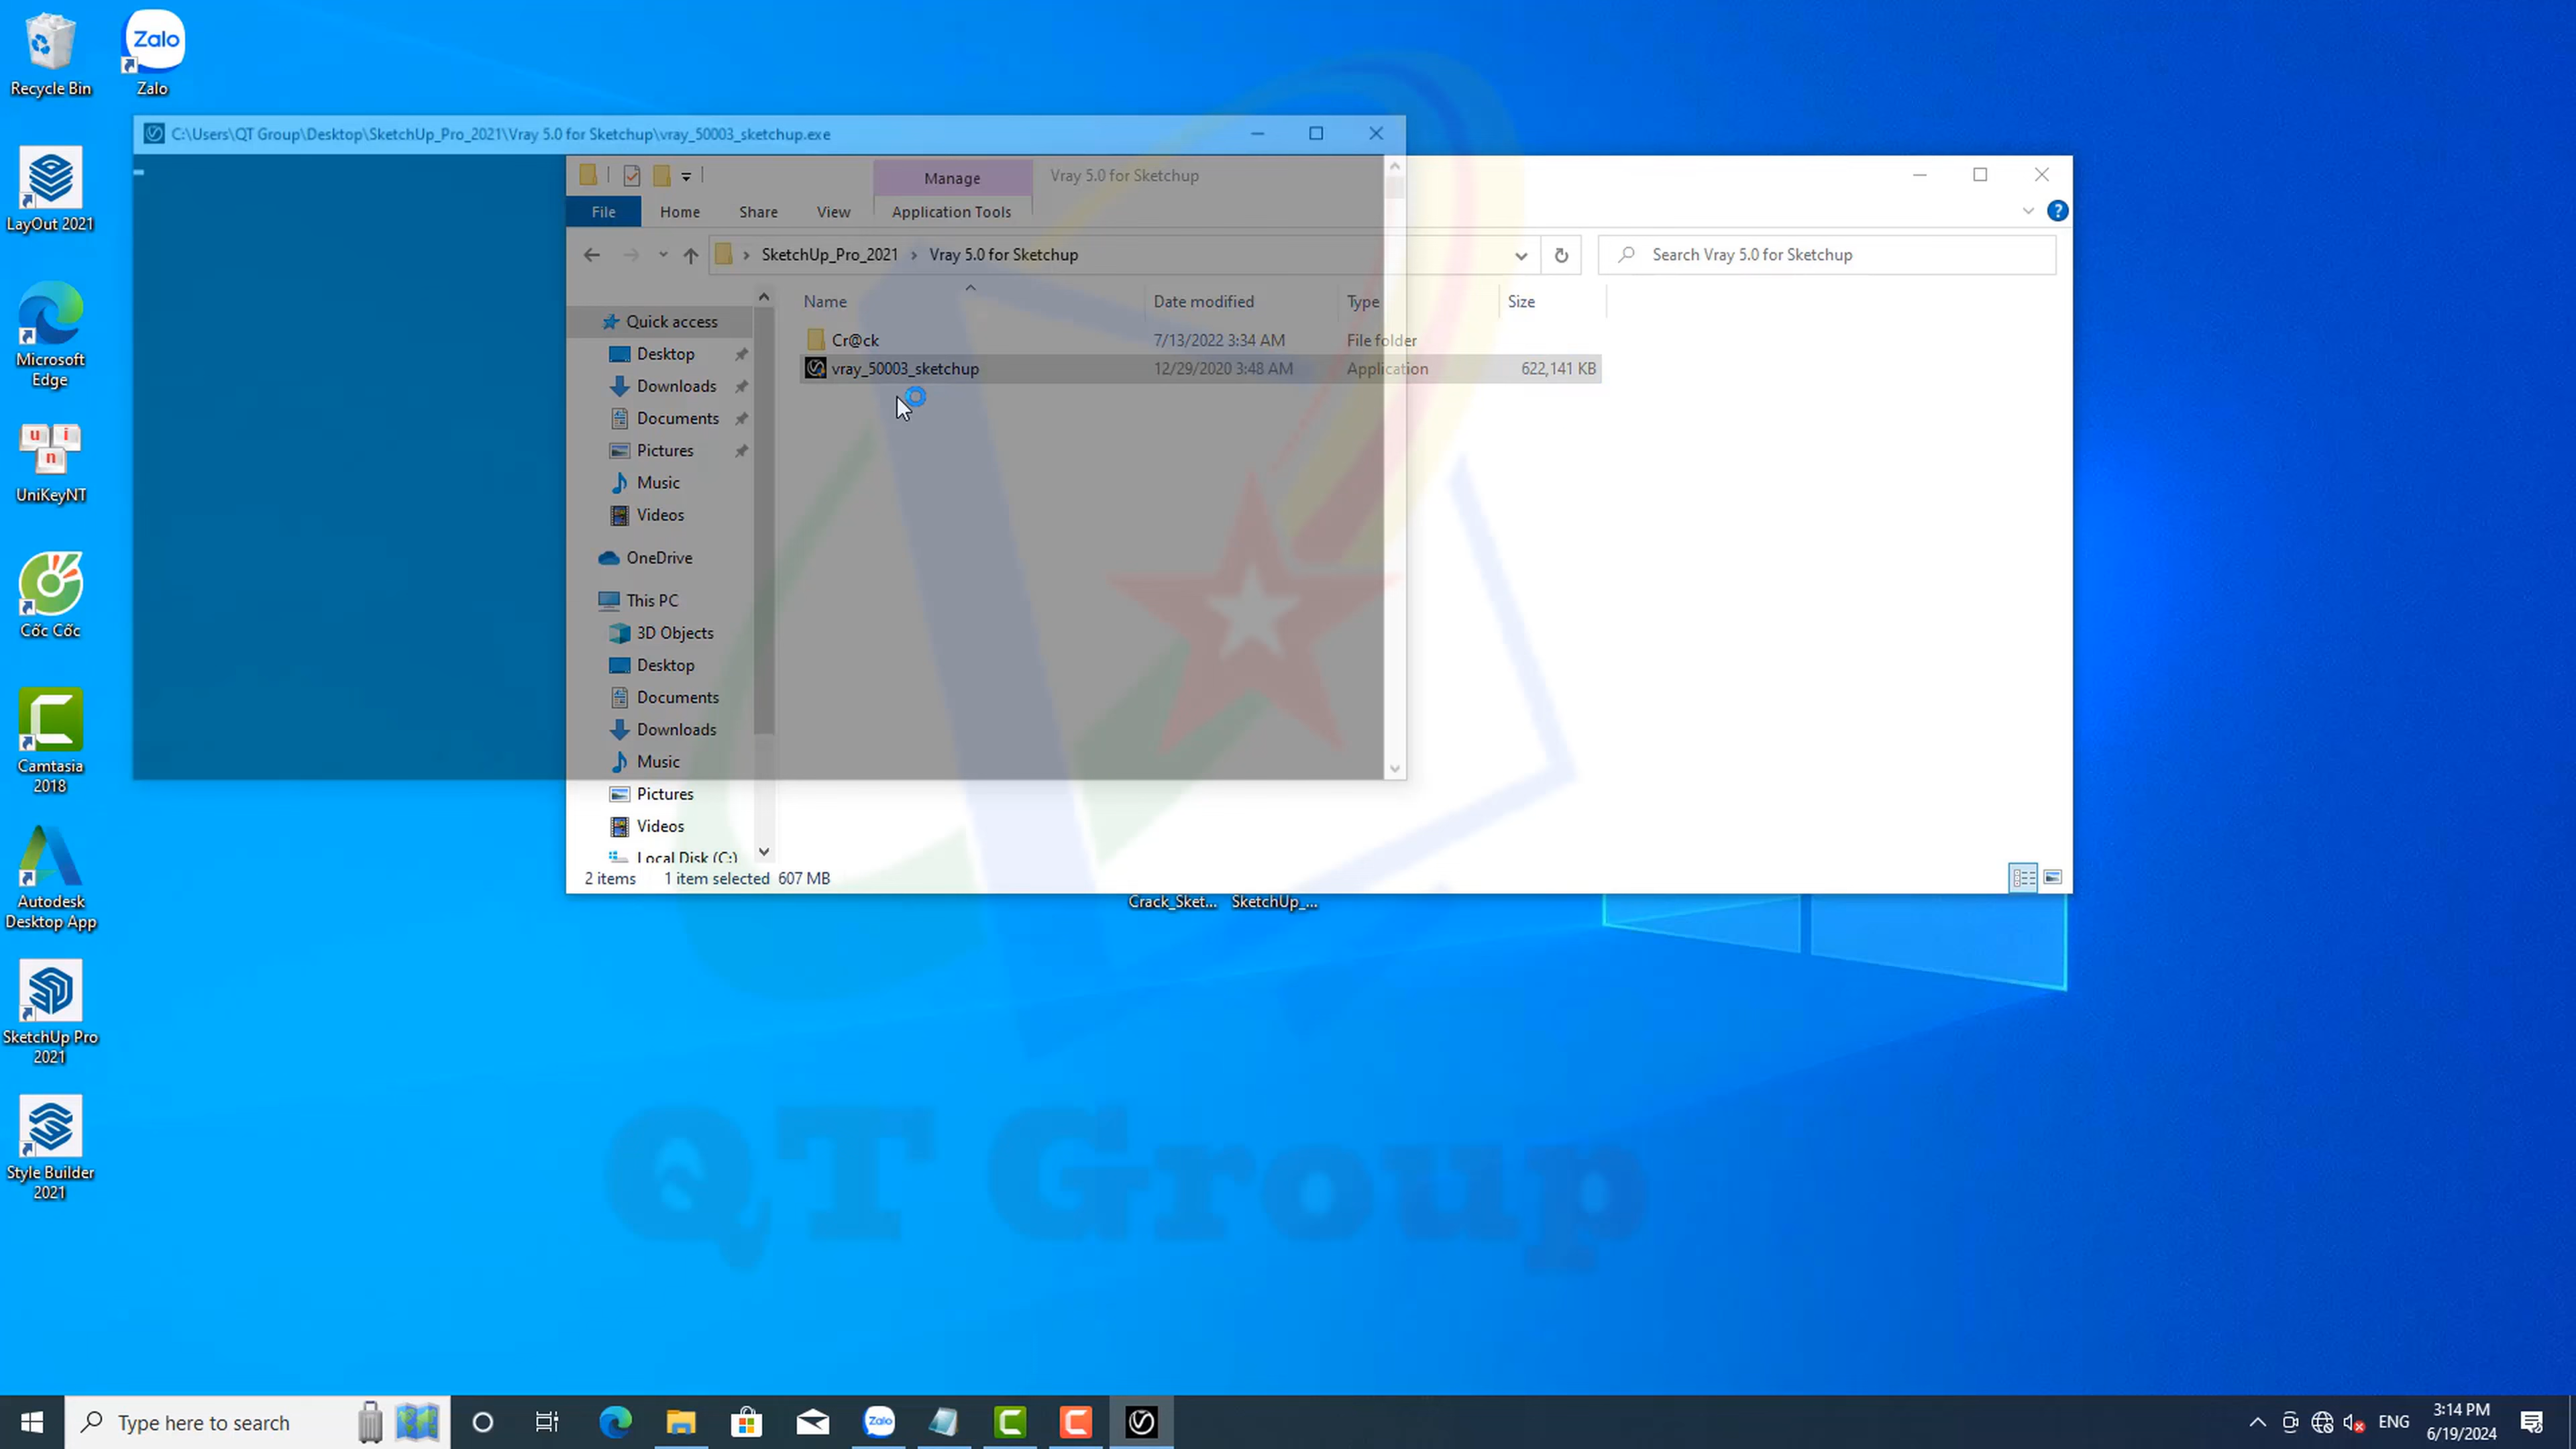 Recycle Bin
Zalo
Zalo
LayOut 2021
Microsoft
Edge
u i
n
UniKeyNT
Cốc Cốc
Camtasia
2018
Autodesk
Desktop App
SketchUp Pro
2021
Style Builder
2021
C:\Users\QT Group\Desktop\SketchUp_Pro_2021\Vray 5.0 for Sketchup\vray_50003_sketchup.exe
Manage
Vray 5.0 for Sketchup
File
Home
Share
View
Application Tools
SketchUp_Pro_2021 › Vray 5.0 for Sketchup
Search Vray 5.0 for Sketchup
Name
Date modified
Type
Size
Cr@ck
7/13/2022 3:34 AM
File folder
vray_50003_sketchup
12/29/2020 3:48 AM
Application
622,141 KB
Quick access
Desktop
Downloads
Documents
Pictures
Music
Videos
OneDrive
This PC
3D Objects
Desktop
Documents
Downloads
Music
Pictures
Videos
Local Disk (C:)
2 items
1 item selected 607 MB
Crack_Sket...
SketchUp_...
QT Group
Type here to search
Zalo
ENG
3:14 PM
6/19/2024